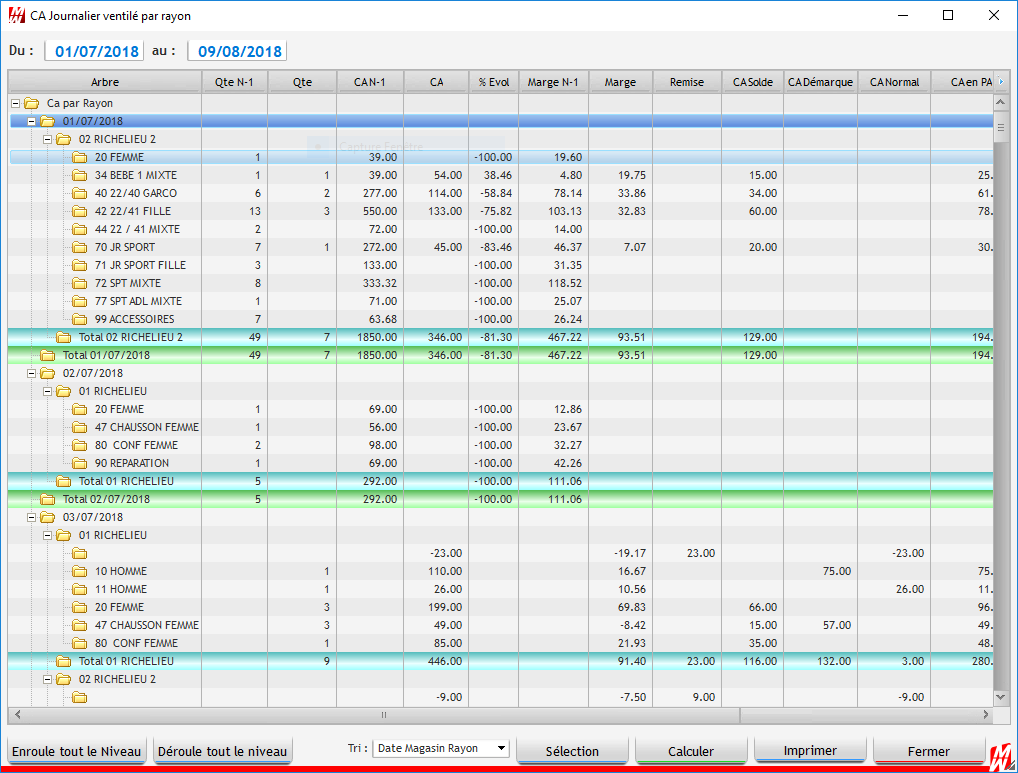 CA Journalier ventilé par rayon
Du : 01/07/2018 au : 09/08/2018
Arbre Qte N-1 Qte CA N-1 CA % Evol Marge N-1 Marge Remise CA Solde CA Démarque CA Normal CA en PA
Ca par Rayon
01/07/2018
02 RICHELIEU 2
20 FEMME 1 39.00 -100.00 19.60
34 BEBE 1 MIXTE 1 1 39.00 54.00 38.46 4.80 19.75 15.00 25.
40 22/40 GARCO 6 2 277.00 114.00 -58.84 78.14 33.86 34.00 61.
42 22/41 FILLE 13 3 550.00 133.00 -75.82 103.13 32.83 60.00 78.
44 22 / 41 MIXTE 2 72.00 -100.00 14.00
70 JR SPORT 7 1 272.00 45.00 -83.46 46.37 7.07 20.00 30.
71 JR SPORT FILLE 3 133.00 -100.00 31.35
72 SPT MIXTE 8 333.32 -100.00 118.52
77 SPT ADL MIXTE 1 71.00 -100.00 25.07
99 ACCESSOIRES 7 63.68 -100.00 26.24
Total 02 RICHELIEU 2 49 7 1850.00 346.00 -81.30 467.22 93.51 129.00 194.
Total 01/07/2018 49 7 1850.00 346.00 -81.30 467.22 93.51 129.00 194.
02/07/2018
01 RICHELIEU
20 FEMME 1 69.00 -100.00 12.86
47 CHAUSSON FEMME 1 56.00 -100.00 23.67
80 CONF FEMME 2 98.00 -100.00 32.27
90 REPARATION 1 69.00 -100.00 42.26
Total 01 RICHELIEU 5 292.00 -100.00 111.06
Total 02/07/2018 5 292.00 -100.00 111.06
03/07/2018
01 RICHELIEU
-23.00 -19.17 23.00 -23.00
10 HOMME 1 110.00 16.67 75.00 75.
11 HOMME 1 26.00 10.56 26.00 11.
20 FEMME 3 199.00 69.83 66.00 96.
47 CHAUSSON FEMME 3 49.00 -8.42 15.00 57.00 49.
80 CONF FEMME 1 85.00 21.93 35.00 48.
Total 01 RICHELIEU 9 446.00 91.40 23.00 116.00 132.00 3.00 280.
02 RICHELIEU 2
-9.00 -7.50 9.00 -9.00
Enroule tout le Niveau Déroule tout le niveau Tri : Date Magasin Rayon Sélection Calculer Imprimer Fermer